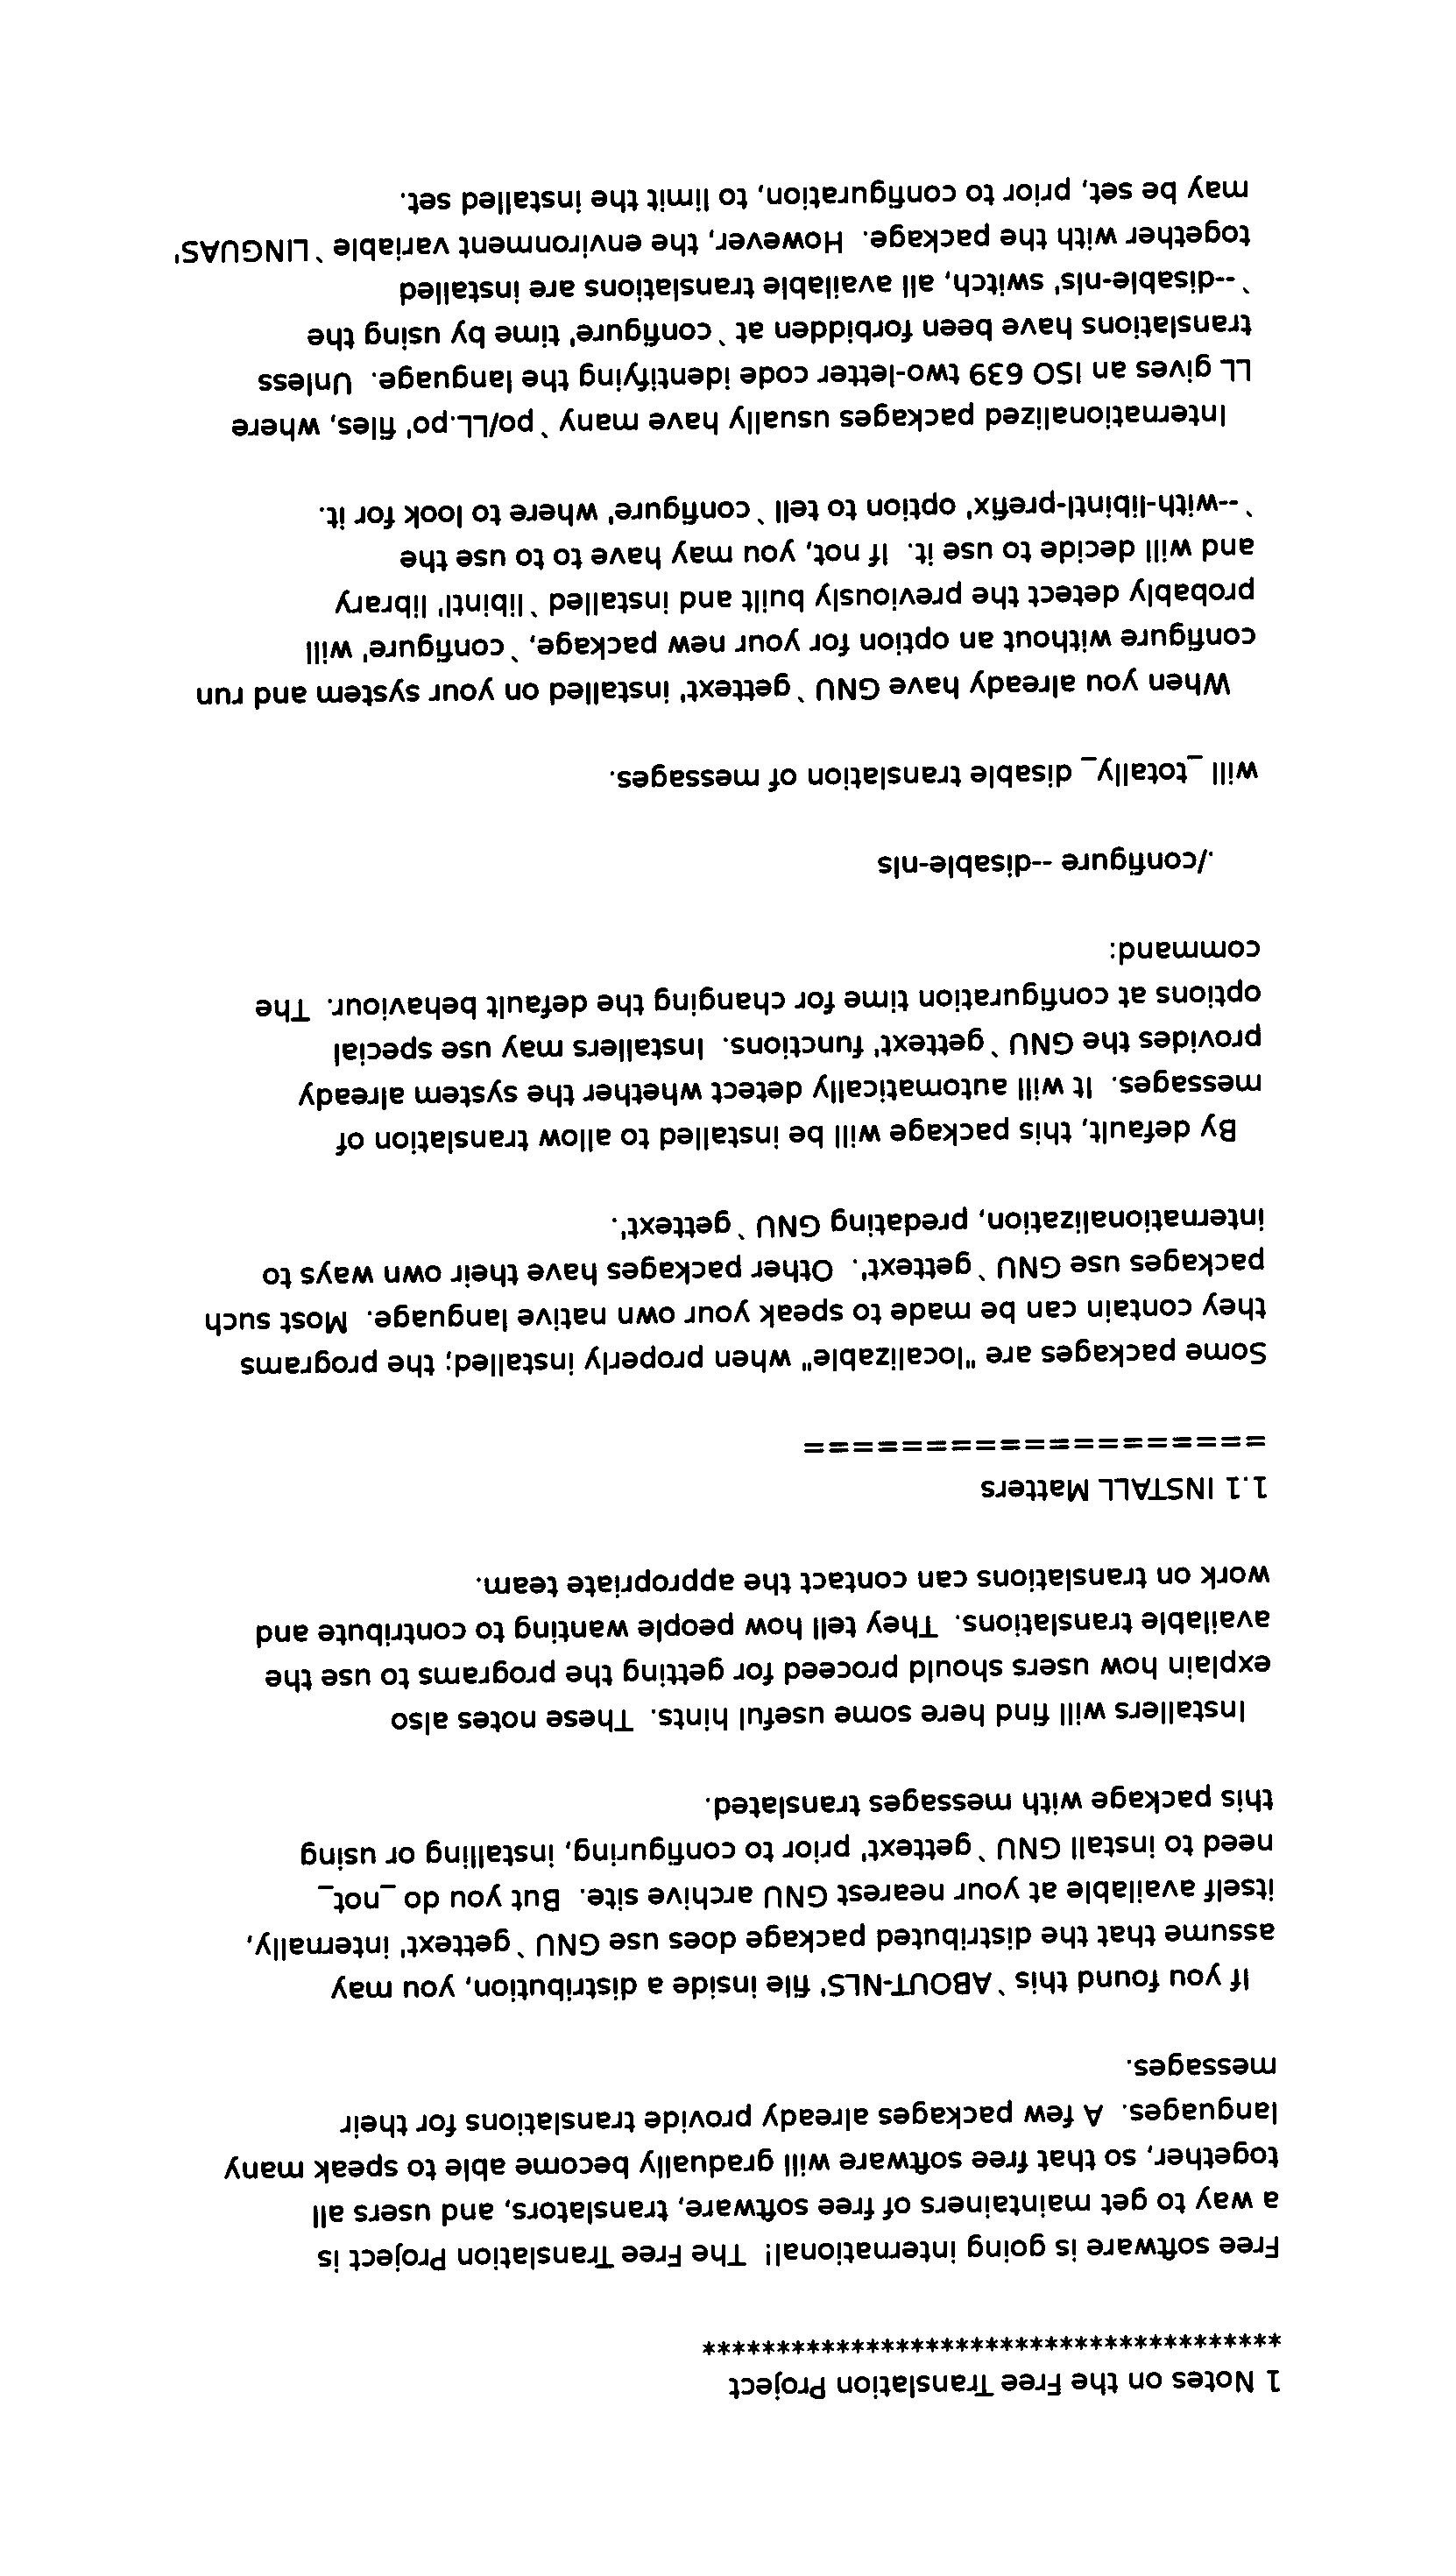 1 Notes on the Free Translation Project
***************************************
Free software is going international!  The Free Translation Project is
a way to get maintainers of free software, translators, and users all
together, so that free software will gradually become able to speak many
languages.  A few packages already provide translations for their
messages.
   If you found this `ABOUT-NLS' file inside a distribution, you may
assume that the distributed package does use GNU `gettext' internally,
itself available at your nearest GNU archive site.  But you do _not_
need to install GNU `gettext' prior to configuring, installing or using
this package with messages translated.
   Installers will find here some useful hints.  These notes also
explain how users should proceed for getting the programs to use the
available translations.  They tell how people wanting to contribute and
work on translations can contact the appropriate team.
1.1 INSTALL Matters
===================
Some packages are "localizable" when properly installed; the programs
they contain can be made to speak your own native language.  Most such
packages use GNU `gettext'.  Other packages have their own ways to
internationalization, predating GNU `gettext'.
   By default, this package will be installed to allow translation of
messages.  It will automatically detect whether the system already
provides the GNU `gettext' functions.  Installers may use special
options at configuration time for changing the default behaviour.  The
command:
     ./configure --disable-nls
will _totally_ disable translation of messages.
   When you already have GNU `gettext' installed on your system and run
configure without an option for your new package, `configure' will
probably detect the previously built and installed `libintl' library
and will decide to use it.  If not, you may have to to use the
`--with-libintl-prefix' option to tell `configure' where to look for it.
   Internationalized packages usually have many `po/LL.po' files, where
LL gives an ISO 639 two-letter code identifying the language.  Unless
translations have been forbidden at `configure' time by using the
`--disable-nls' switch, all available translations are installed
together with the package.  However, the environment variable `LINGUAS'
may be set, prior to configuration, to limit the installed set.